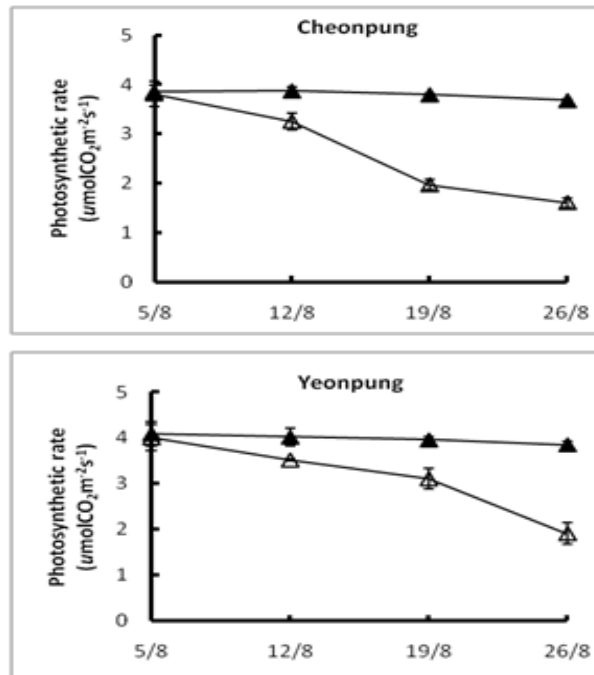 Cheonpung
Photosynthetic rate
(umolCO₂m⁻²s⁻¹)
5
4
3
2
1
0
5/8 12/8 19/8 26/8
Yeonpung
Photosynthetic rate
(umolCO₂m⁻²s⁻¹)
5
4
3
2
1
0
5/8 12/8 19/8 26/8